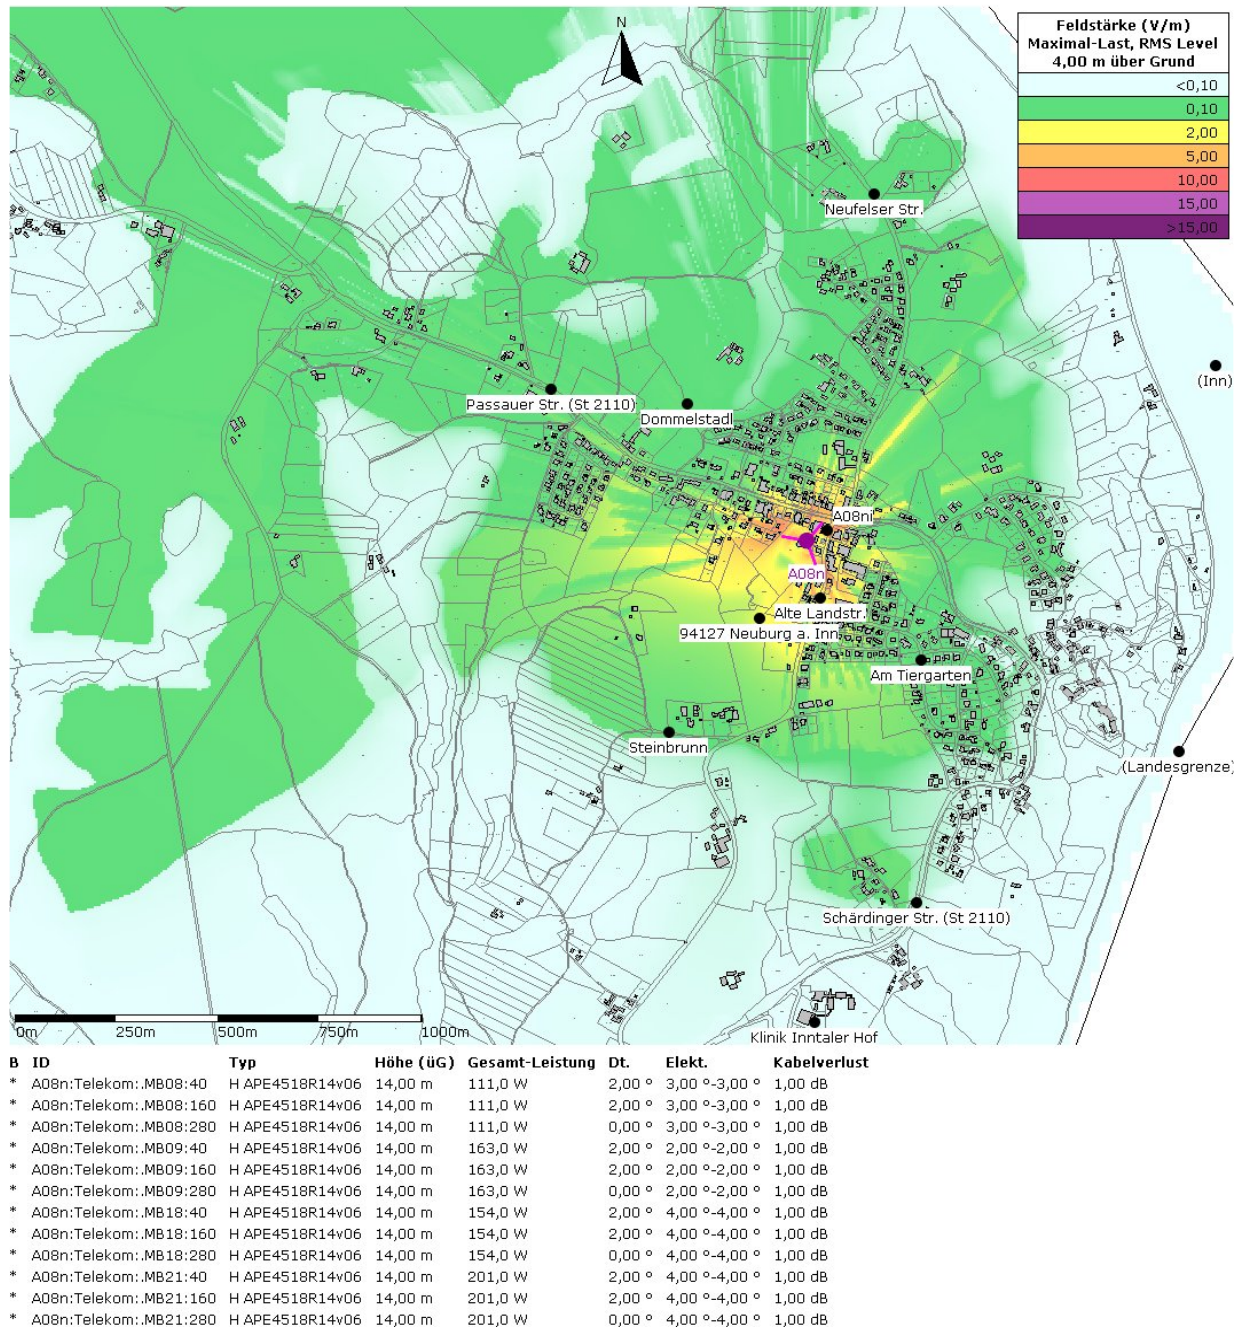 N
Feldstärke (V/m)
Maximal-Last, RMS Level
4,00 m über Grund
<0,10
0,10
2,00
5,00
10,00
15,00
>15,00
Neufelser Str.
(Inn)
Passauer Str. (St 2110)
Dommelstadl
A08ni
A08n
Alte Landstr.
94127 Neuburg a. Inn
Am Tiergarten
Steinbrunn
(Landesgrenze)
Schärdinger Str. (St 2110)
Klinik Inntaler Hof
0m 250m 500m 750m 1000m
B ID Typ Höhe (üG) Gesamt-Leistung Dt. Elekt. Kabelverlust
* A08n:Telekom:.MB08:40 H APE4518R14v06 14,00 m 111,0 W 2,00 ° 3,00 °-3,00 ° 1,00 dB
* A08n:Telekom:.MB08:160 H APE4518R14v06 14,00 m 111,0 W 2,00 ° 3,00 °-3,00 ° 1,00 dB
* A08n:Telekom:.MB08:280 H APE4518R14v06 14,00 m 111,0 W 0,00 ° 3,00 °-3,00 ° 1,00 dB
* A08n:Telekom:.MB09:40 H APE4518R14v06 14,00 m 163,0 W 2,00 ° 2,00 °-2,00 ° 1,00 dB
* A08n:Telekom:.MB09:160 H APE4518R14v06 14,00 m 163,0 W 2,00 ° 2,00 °-2,00 ° 1,00 dB
* A08n:Telekom:.MB09:280 H APE4518R14v06 14,00 m 163,0 W 0,00 ° 2,00 °-2,00 ° 1,00 dB
* A08n:Telekom:.MB18:40 H APE4518R14v06 14,00 m 154,0 W 2,00 ° 4,00 °-4,00 ° 1,00 dB
* A08n:Telekom:.MB18:160 H APE4518R14v06 14,00 m 154,0 W 2,00 ° 4,00 °-4,00 ° 1,00 dB
* A08n:Telekom:.MB18:280 H APE4518R14v06 14,00 m 154,0 W 0,00 ° 4,00 °-4,00 ° 1,00 dB
* A08n:Telekom:.MB21:40 H APE4518R14v06 14,00 m 201,0 W 2,00 ° 4,00 °-4,00 ° 1,00 dB
* A08n:Telekom:.MB21:160 H APE4518R14v06 14,00 m 201,0 W 2,00 ° 4,00 °-4,00 ° 1,00 dB
* A08n:Telekom:.MB21:280 H APE4518R14v06 14,00 m 201,0 W 0,00 ° 4,00 °-4,00 ° 1,00 dB